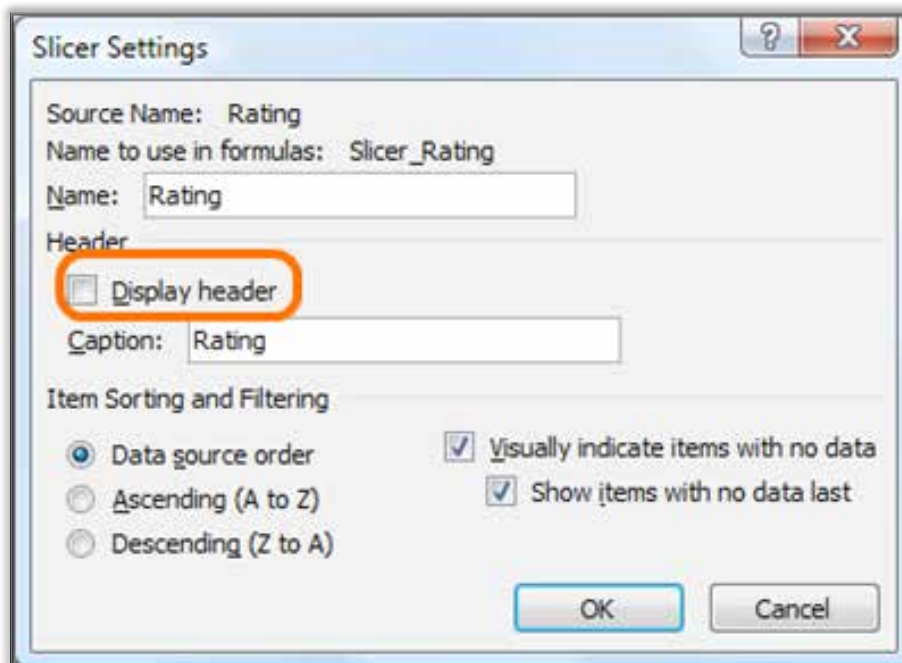 Slicer Settings
Source Name: Rating
Name to use in formulas: Slicer_Rating
Name: Rating
Header
Display header
Caption: Rating
Item Sorting and Filtering
Data source order
Visually indicate items with no data
Ascending (A to Z)
Show items with no data last
Descending (Z to A)
OK Cancel